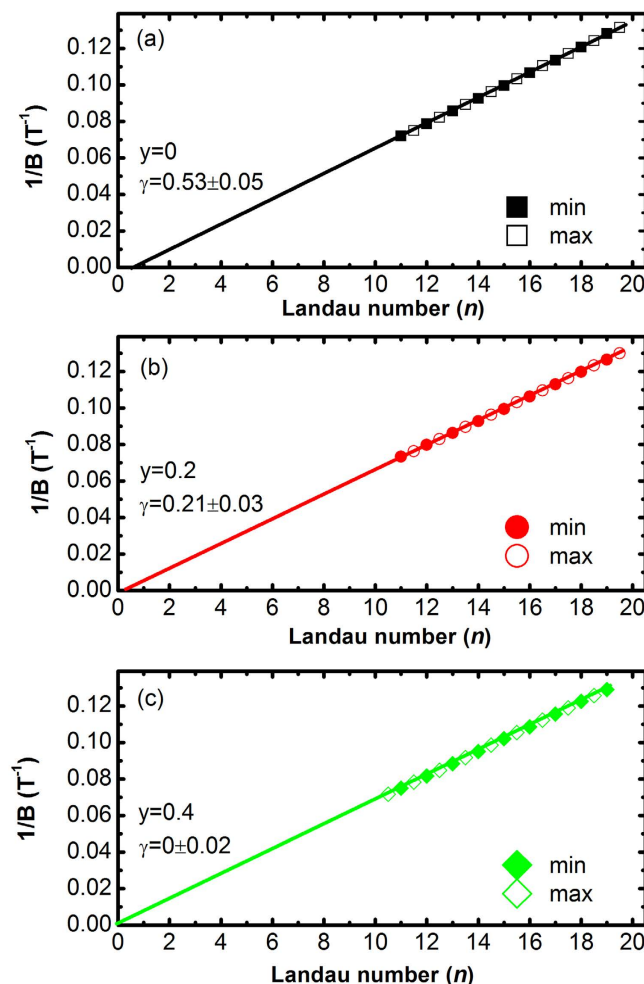 (a)
0.12
0.10
0.08
0.06
0.04
0.02
0.00
1/B (T-1)
y=0
γ=0.53±0.05
min
max
0 2 4 6 8 10 12 14 16 18 20
Landau number (n)
(b)
0.12
0.10
0.08
0.06
0.04
0.02
0.00
1/B (T-1)
y=0.2
γ=0.21±0.03
min
max
0 2 4 6 8 10 12 14 16 18 20
Landau number (n)
(c)
0.12
0.10
0.08
0.06
0.04
0.02
0.00
1/B (T-1)
y=0.4
γ=0±0.02
min
max
0 2 4 6 8 10 12 14 16 18 20
Landau number (n)